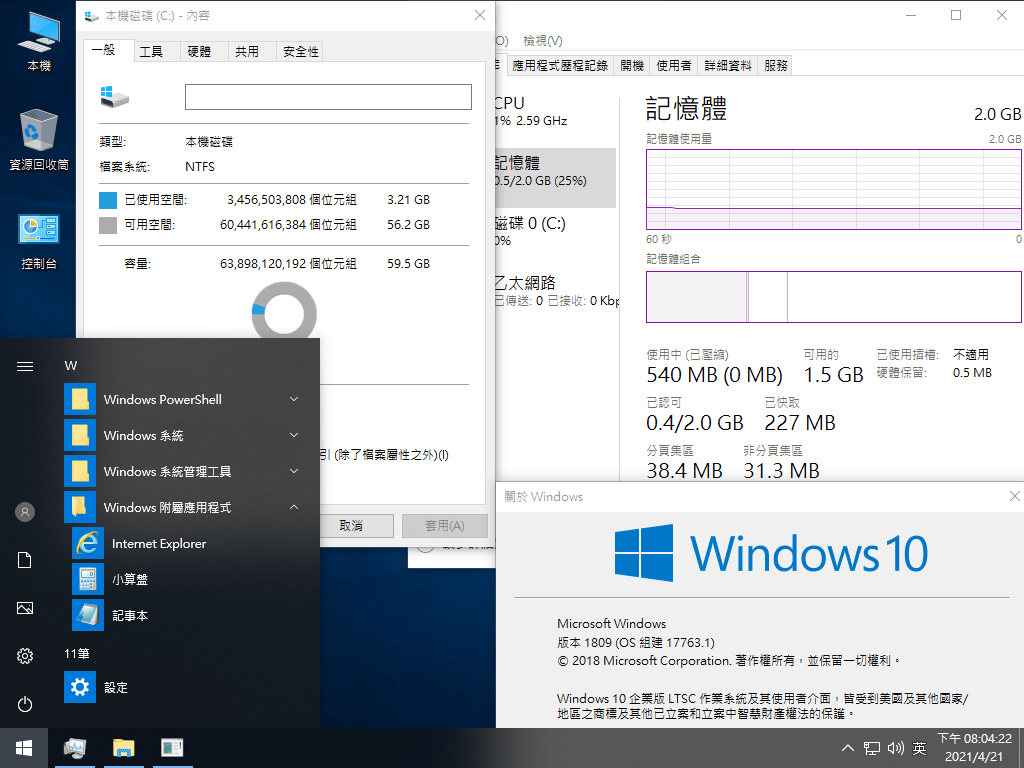 本機
資源回收筒
控制台
本機磁碟 (C:) - 內容
一般
工具
硬體
共用
安全性
類型:
本機磁碟
檔案系統:
NTFS
已使用空間:
3,456,503,808 個位元組
3.21 GB
可用空間:
60,441,616,384 個位元組
56.2 GB
容量:
63,898,120,192 個位元組
59.5 GB
引 (除了檔案屬性之外)(I)
取消
套用(A)
O)
檢視(V)
應用程式歷程記錄
開機
使用者
詳細資料
服務
CPU
1% 2.59 GHz
記憶體
0.5/2.0 GB (25%)
磁碟 0 (C:)
0%
乙太網路
已傳送: 0 已接收: 0 Kbp
記憶體
2.0 GB
記憶體使用量
2.0 GB
60 秒
0
記憶體組合
使用中 (已壓縮)
540 MB (0 MB)
可用的
1.5 GB
已使用插槽:
不適用
硬體保留:
0.5 MB
已認可
0.4/2.0 GB
已快取
227 MB
分頁集區
38.4 MB
非分頁集區
31.3 MB
W
Windows PowerShell
Windows 系統
Windows 系統管理工具
Windows 附屬應用程式
Internet Explorer
小算盤
記事本
11筆
設定
關於 Windows
Windows 10
Microsoft Windows
版本 1809 (OS 組建 17763.1)
© 2018 Microsoft Corporation. 著作權所有，並保留一切權利。
Windows 10 企業版 LTSC 作業系統及其使用者介面，皆受到美國及其他國家/
地區之商標及其他已立案和立案中智慧財產權法的保護。
英
下午 08:04:22
2021/4/21